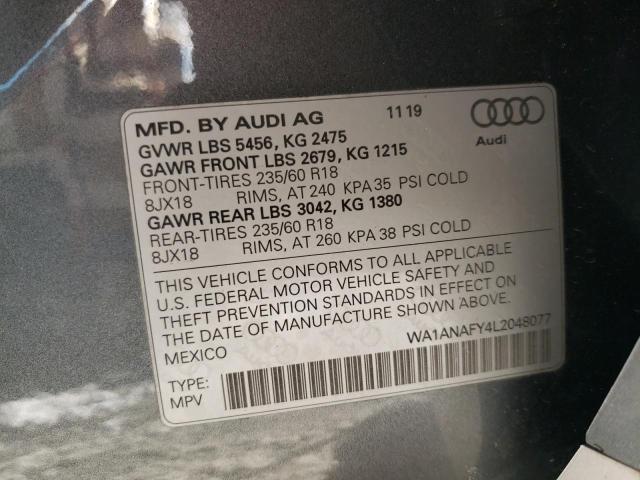 MFD. BY AUDI AG 11 19
GVWR LBS 5456, KG 2475
GAWR FRONT LBS 2679, KG 1215
FRONT-TIRES 235/60 R18
8JX18 RIMS, AT 240 KPA 35 PSI COLD
GAWR REAR LBS 3042, KG 1380
REAR-TIRES 235/60 R18
8JX18 RIMS, AT 260 KPA 38 PSI COLD
THIS VEHICLE CONFORMS TO ALL APPLICABLE
U.S. FEDERAL MOTOR VEHICLE SAFETY AND
THEFT PREVENTION STANDARDS IN EFFECT ON
THE DATE OF MANUFACTURE SHOWN ABOVE.
MEXICO WA1ANAFY4L2048077
TYPE:
MPV
Audi